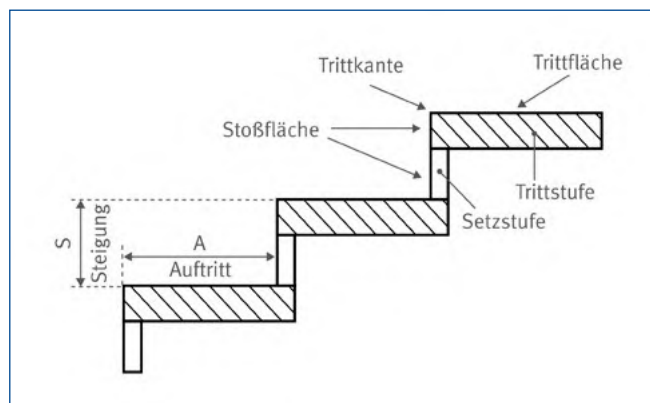 Trittkante
Trittfläche
Stoßfläche
Trittstufe
Setzstufe
S
Steigung
A
Auftritt